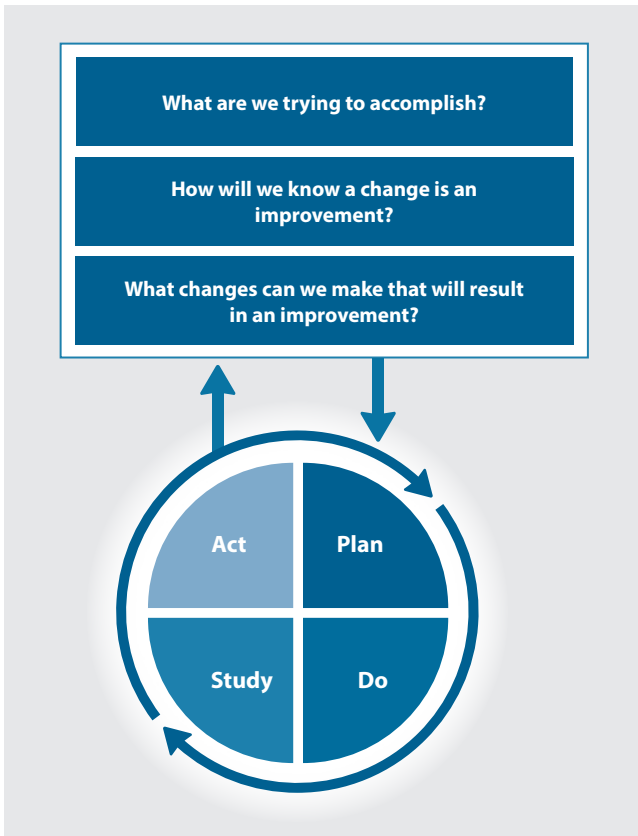 What are we trying to accomplish?
How will we know a change is an
improvement?
What changes can we make that will result
in an improvement?
Act
Plan
Study
Do